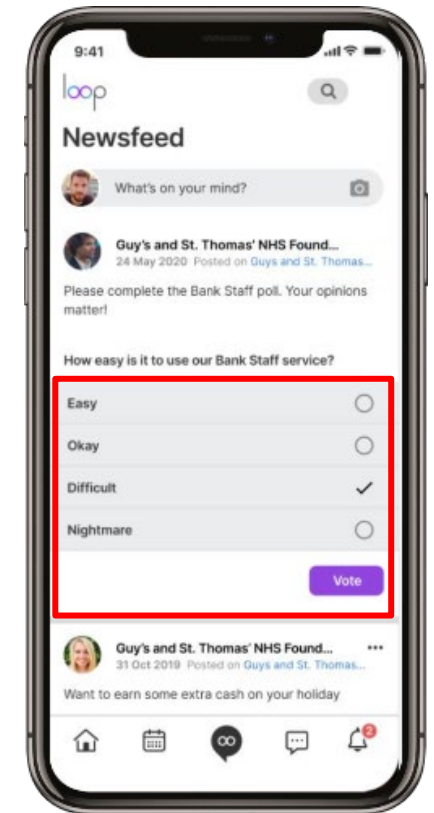 9:41
loop
Newsfeed
What's on your mind?
Guy's and St. Thomas' NHS Found...
24 May 2020 Posted on Guys and St. Thomas...
Please complete the Bank Staff poll. Your opinions
matter!
How easy is it to use our Bank Staff service?
Easy
Okay
Difficult
Nightmare
Vote
Guy's and St. Thomas' NHS Found...
31 Oct 2019 Posted on Guys and St. Thomas...
Want to earn some extra cash on your holiday
2